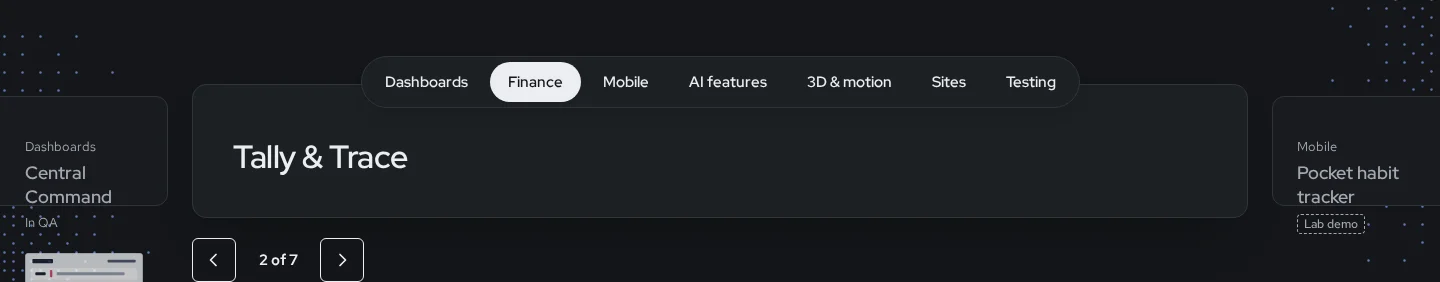 Dashboards Finance Mobile AI features 3D & motion Sites Testing
Dashboards
Central
Command
In QA
Tally & Trace
2 of 7
Mobile
Pocket habit
tracker
Lab demo